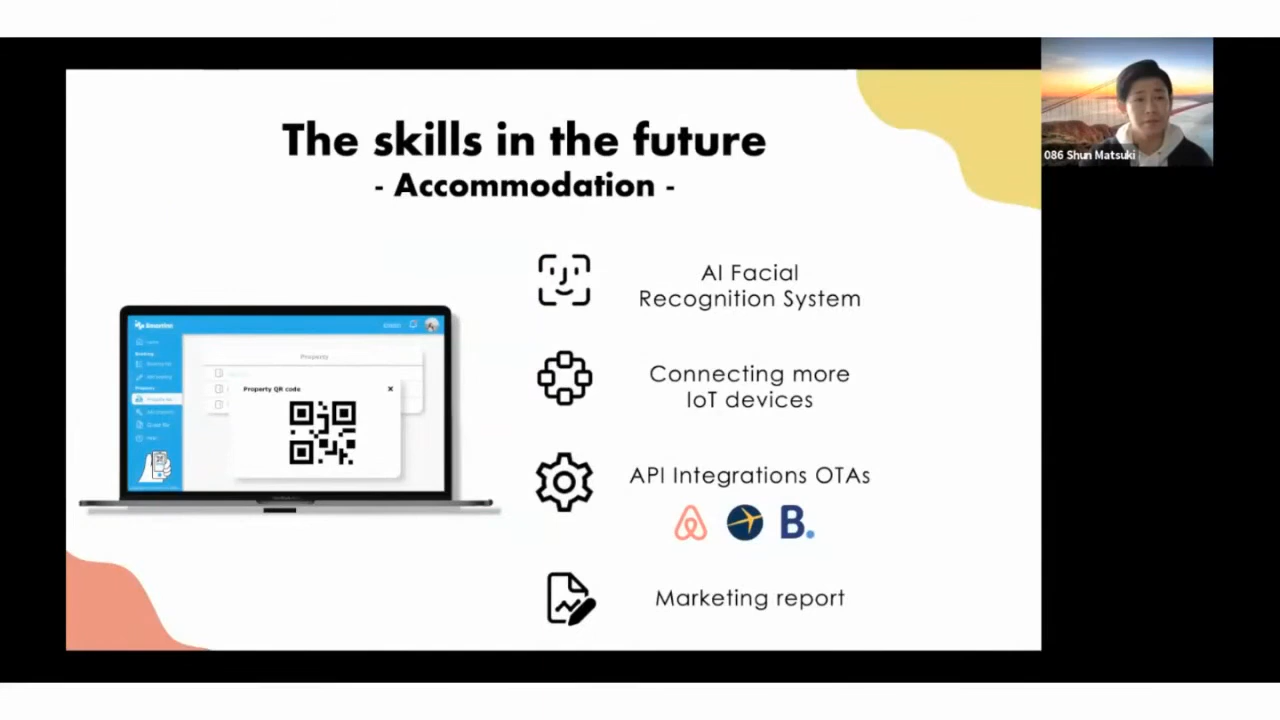 The skills in the future
- Accommodation -
086 Shun Matsuki
AI Facial
Recognition System
Connecting more
IoT devices
API Integrations OTAs
B.
Marketing report
Property
Property QR code